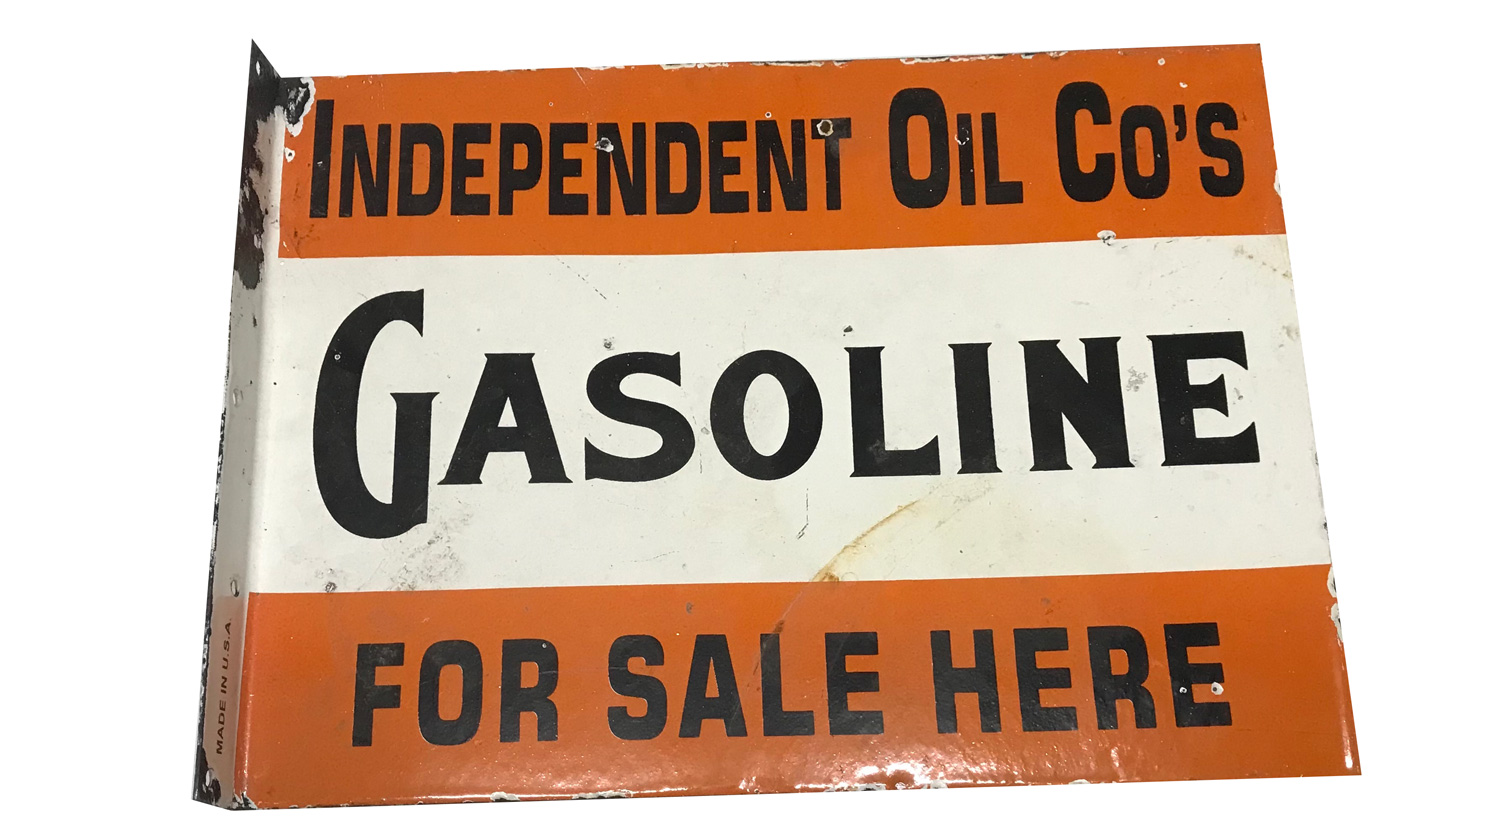 INDEPENDENT OIL CO'S
GASOLINE
FOR SALE HERE
MADE IN U.S.A.